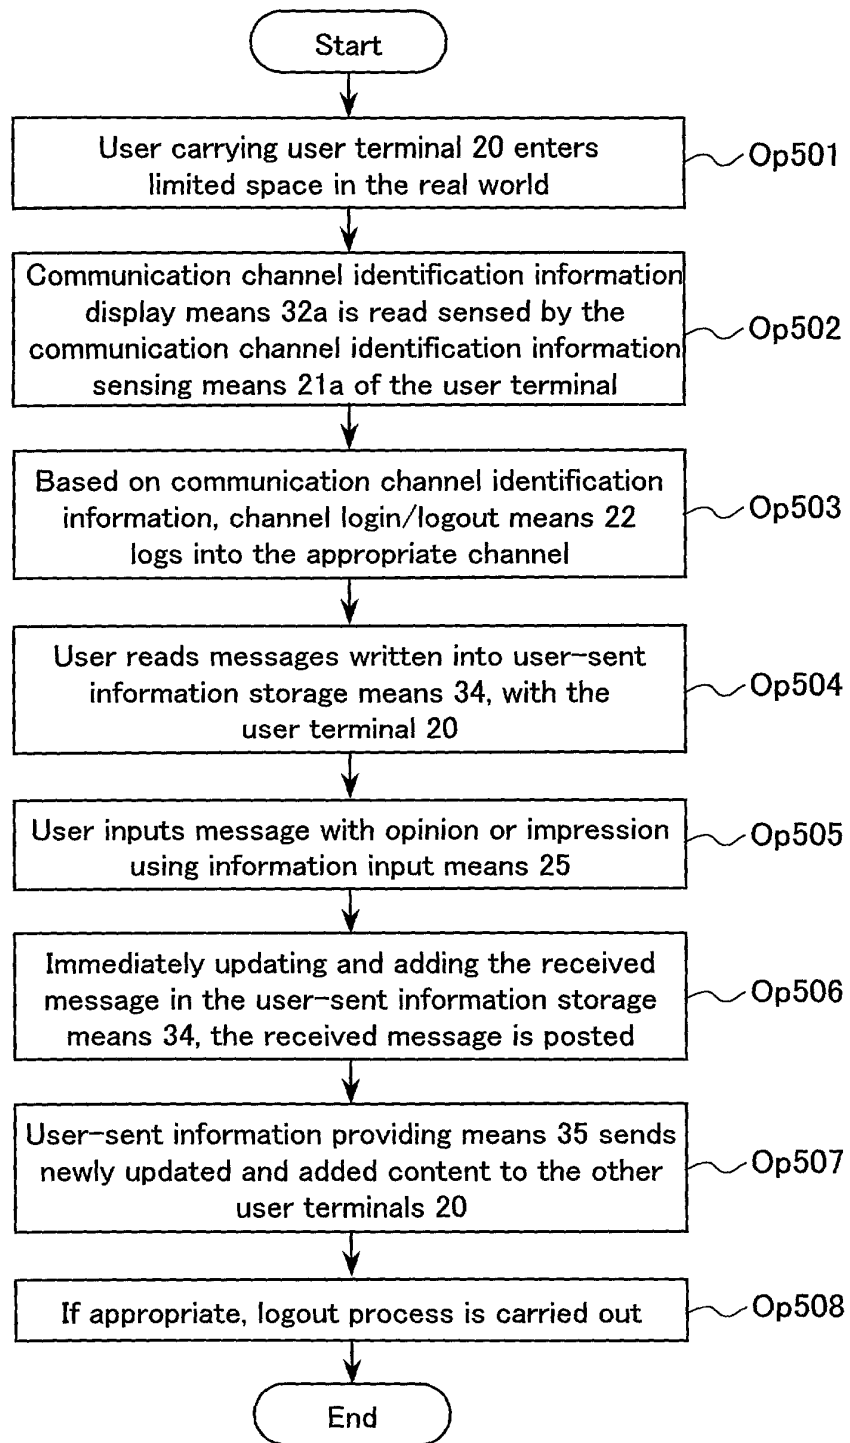 Start
User carrying user terminal 20 enters
limited space in the real world
Op501
Communication channel identification information
display means 32a is read sensed by the
communication channel identification information
sensing means 21a of the user terminal
Op502
Based on communication channel identification
information, channel login/logout means 22
logs into the appropriate channel
Op503
User reads messages written into user-sent
information storage means 34, with the
user terminal 20
Op504
User inputs message with opinion or impression
using information input means 25
Op505
Immediately updating and adding the received
message in the user-sent information storage
means 34, the received message is posted
Op506
User-sent information providing means 35 sends
newly updated and added content to the other
user terminals 20
Op507
If appropriate, logout process is carried out
Op508
End